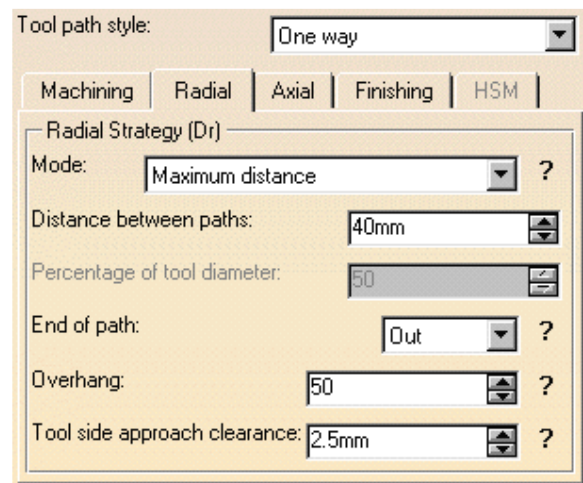 Tool path style: One way
Machining Radial Axial Finishing HSM
Radial Strategy (Dr)
Mode: Maximum distance ?
Distance between paths: 40mm
Percentage of tool diameter: 50
End of path: Out ?
Overhang: 50 ?
Tool side approach clearance: 2.5mm ?